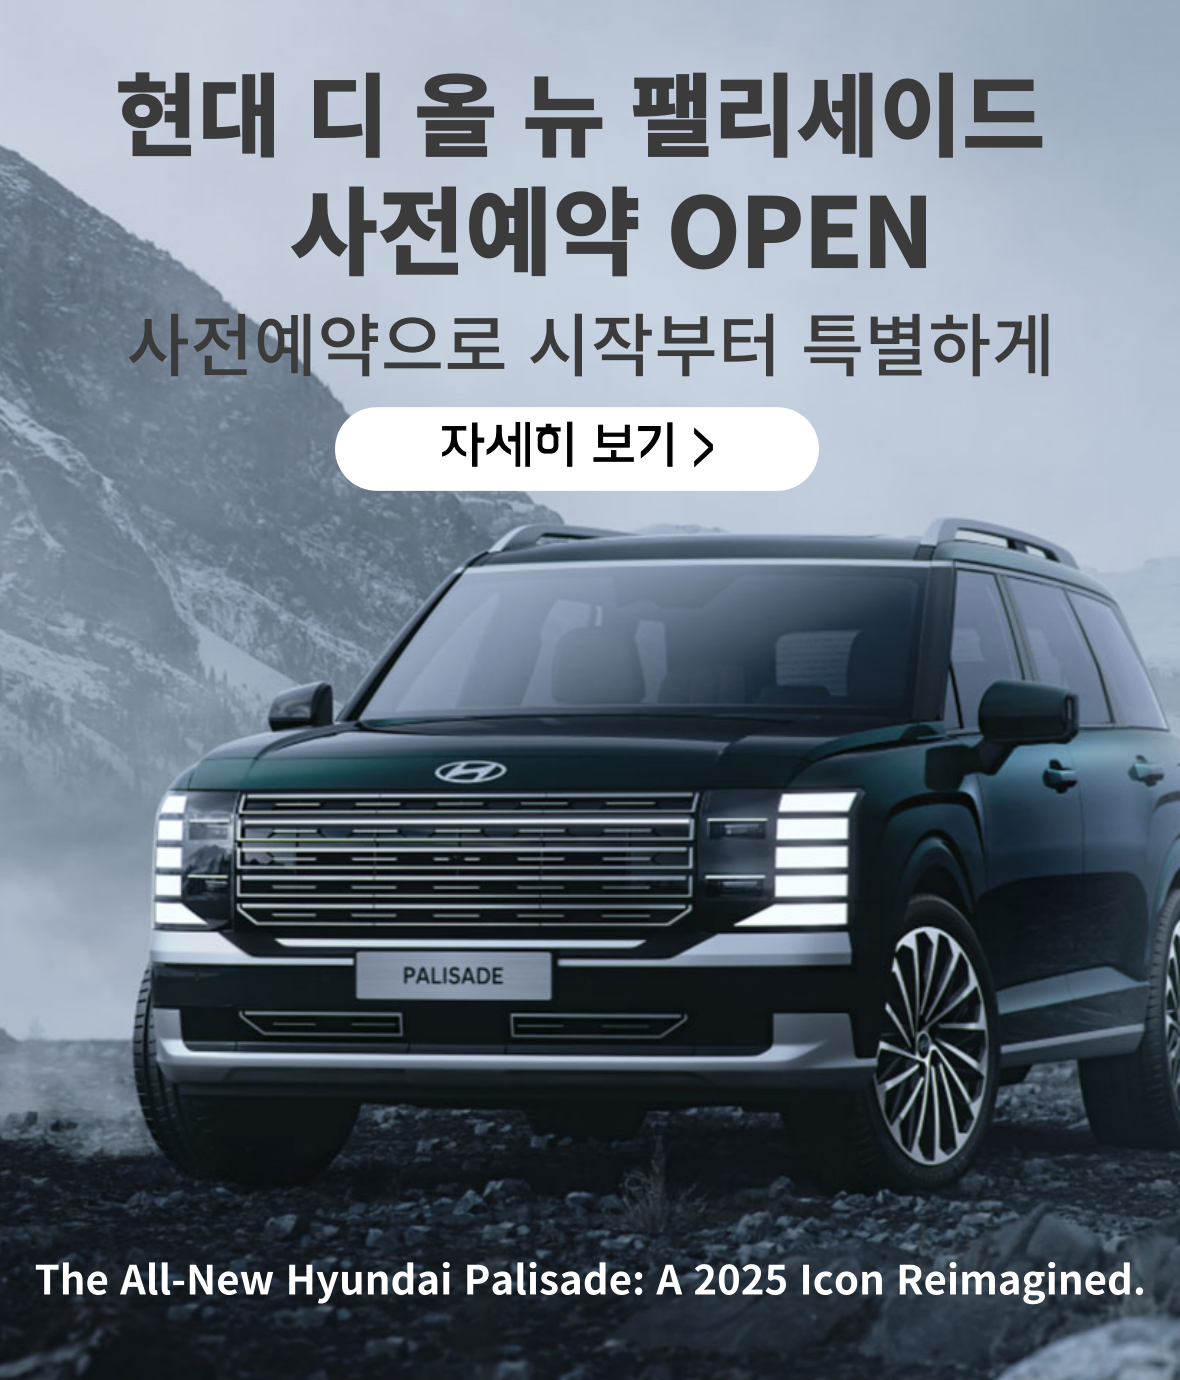 현대 디 올 뉴 팰리세이드
사전예약 OPEN
사전예약으로 시작부터 특별하게
자세히 보기 >
PALISADE
The All-New Hyundai Palisade: A 2025 Icon Reimagined.